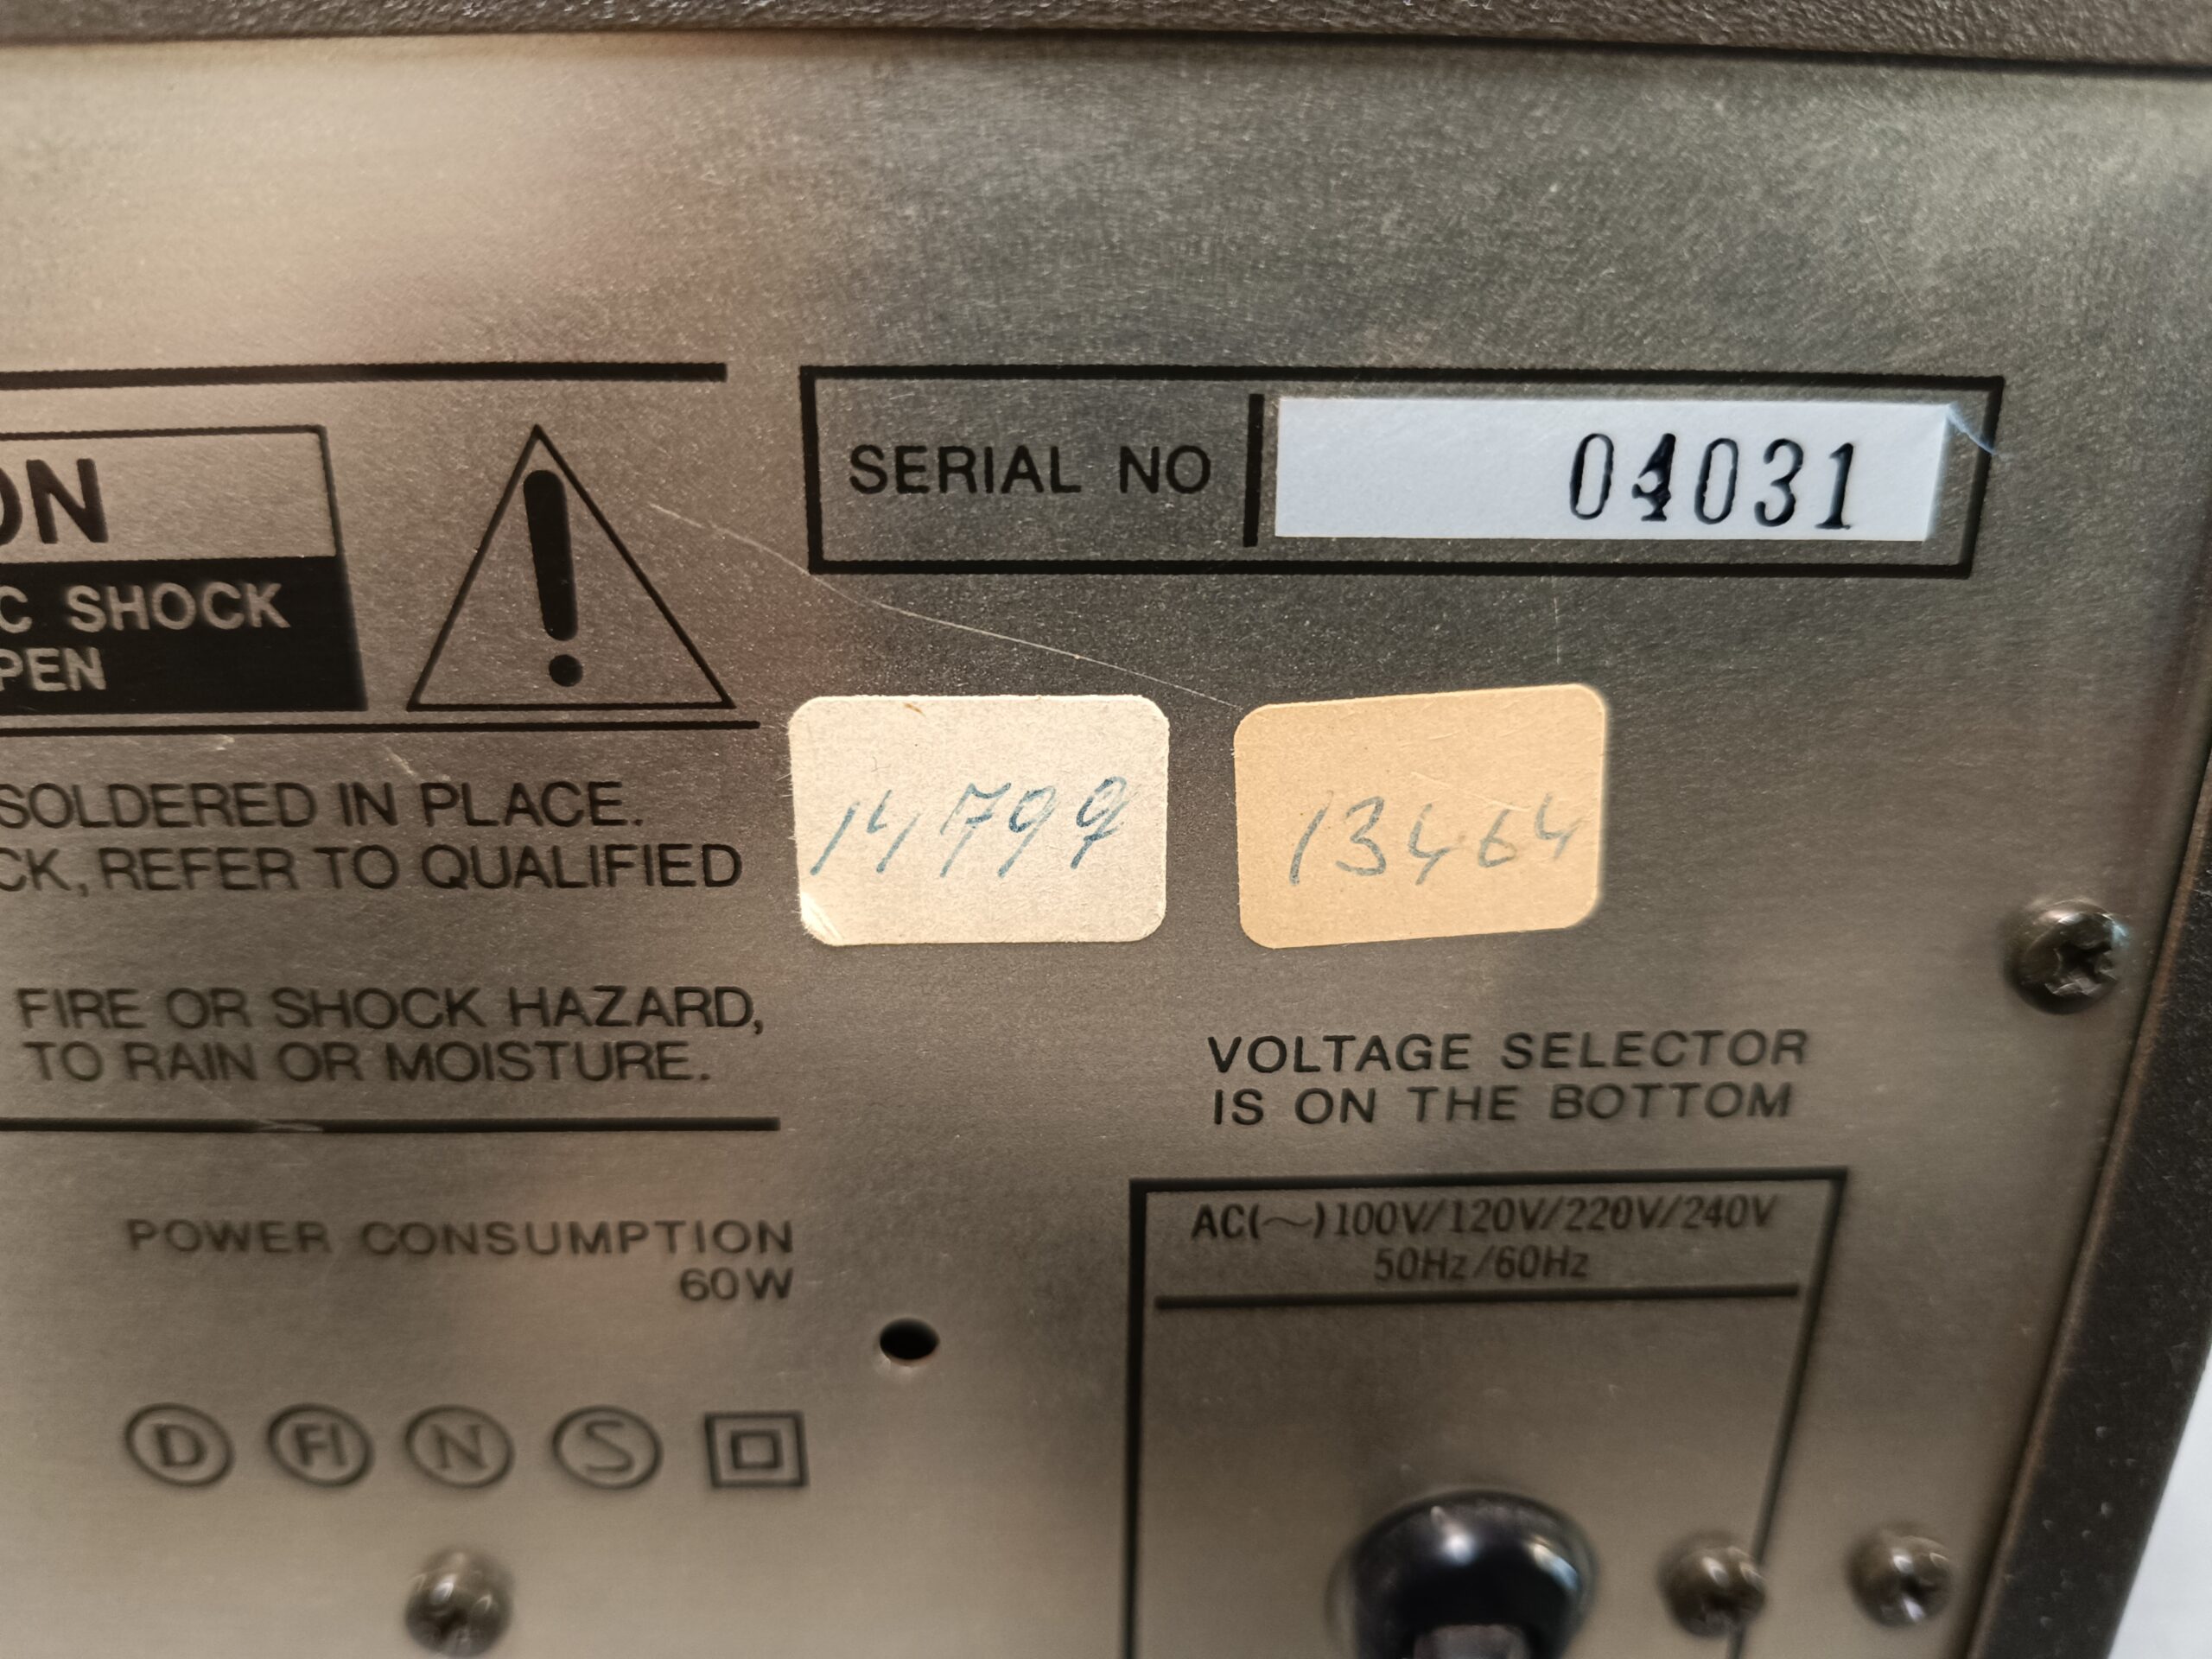 ON
C SHOCK
PEN
SERIAL NO 04031
SOLDERED IN PLACE.
CK, REFER TO QUALIFIED
14799
13464
FIRE OR SHOCK HAZARD,
TO RAIN OR MOISTURE.
VOLTAGE SELECTOR
IS ON THE BOTTOM
POWER CONSUMPTION
60W
AC(~)100V/120V/220V/240V
50Hz/60Hz
D FI N S